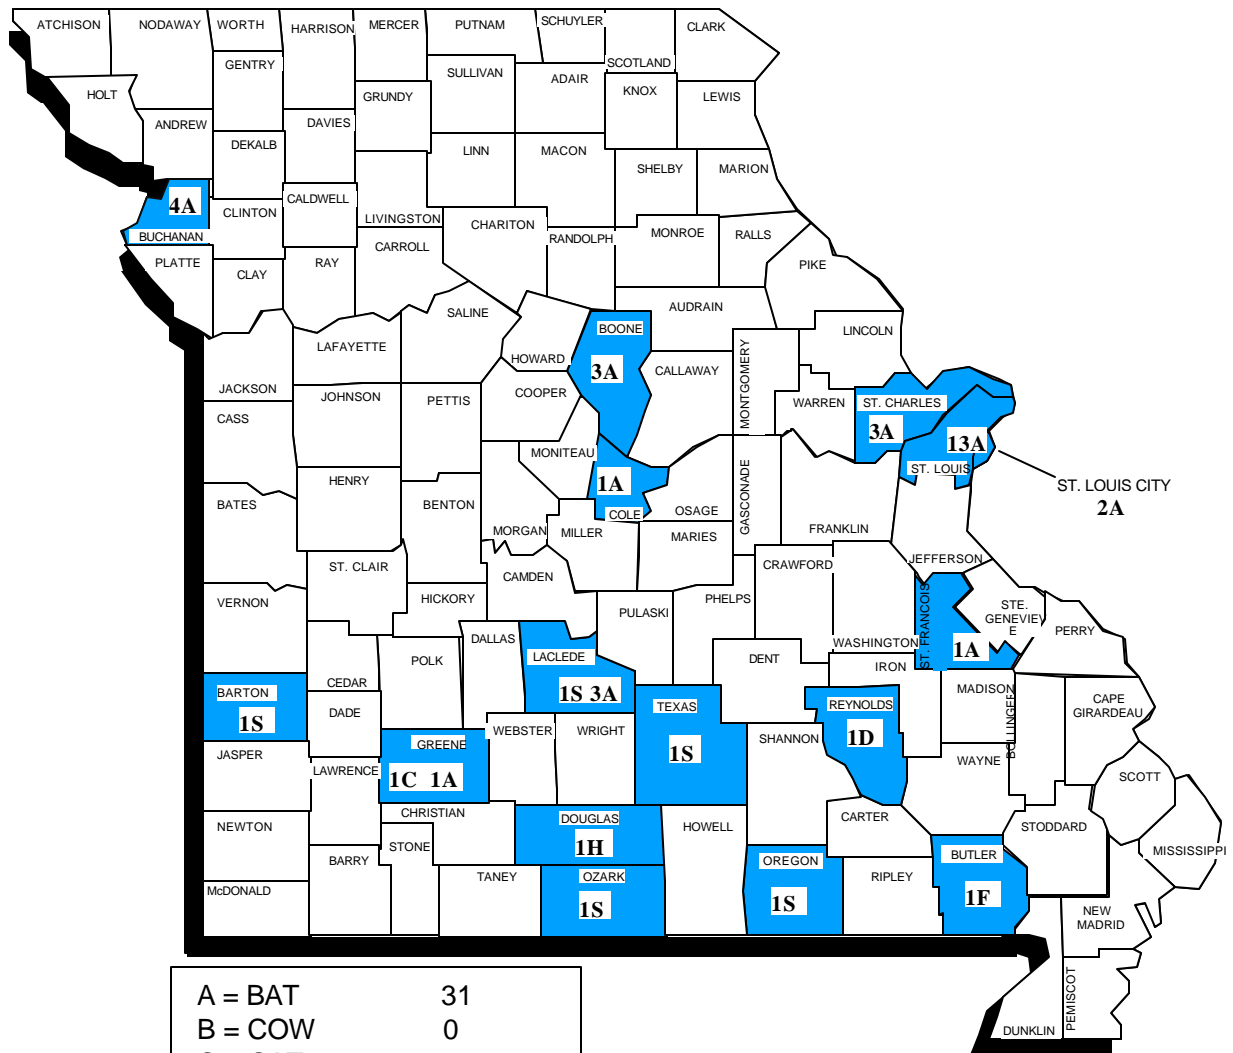 ATCHISON
NODAWAY
WORTH
HARRISON
MERCER
PUTNAM
SCHUYLER
CLARK
SCOTLAND
GENTRY
SULLIVAN
ADAIR
KNOX
LEWIS
HOLT
GRUNDY
ANDREW
DAVIES
DEKALB
LINN
MACON
SHELBY
MARION
4A
CALDWELL
CLINTON
LIVINGSTON
CHARITON
RANDOLPH
MONROE
RALLS
BUCHANAN
CARROLL
PLATTE
CLAY
RAY
PIKE
AUDRAIN
SALINE
BOONE
LINCOLN
LAFAYETTE
HOWARD
3A
CALLAWAY
MONTGOMERY
JACKSON
JOHNSON
PETTIS
COOPER
WARREN
ST. CHARLES
CASS
3A
13A
MONITEAU
ST. LOUIS
HENRY
1A
GASCONADE
ST. LOUIS CITY
2A
BATES
BENTON
COLE
OSAGE
MORGAN
MILLER
MARIES
FRANKLIN
JEFFERSON
ST. CLAIR
CAMDEN
CRAWFORD
VERNON
HICKORY
PULASKI
PHELPS
ST. FRANCOIS
STE.
GENEVIEV
E
PERRY
DALLAS
WASHINGTON
1A
POLK
LACLEDE
DENT
IRON
CEDAR
BARTON
1S
1S 3A
TEXAS
REYNOLDS
MADISON
BOLLINGER
CAPE
GIRARDEAU
DADE
WEBSTER
WRIGHT
SHANNON
1D
GREENE
1S
JASPER
LAWRENCE
1C 1A
WAYNE
SCOTT
CHRISTIAN
DOUGLAS
HOWELL
CARTER
STODDARD
NEWTON
STONE
1H
BARRY
OREGON
BUTLER
MISSISSIPPI
TANEY
OZARK
RIPLEY
McDONALD
1S
1S
1F
NEW
MADRID
PEMISCOT
DUNKLIN
A = BAT 31
B = COW 0